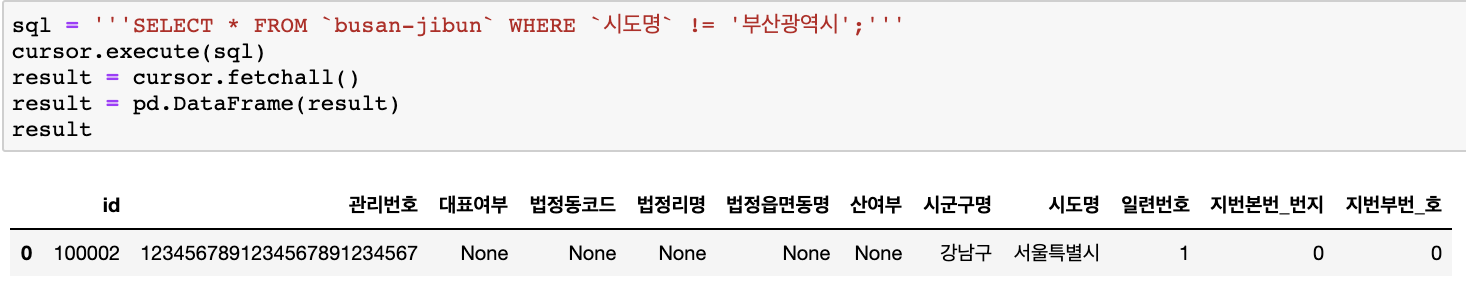 sql = '''SELECT * FROM `busan-jibun` WHERE `시도명` != '부산광역시';'''
cursor.execute(sql)
result = cursor.fetchall()
result = pd.DataFrame(result)
result
id 관리번호 대표여부 법정동코드 법정리명 법정읍면동명 산여부 시군구명 시도명 일련번호 지번본번_번지 지번부번_호
0 100002 1234567891234567891234567 None None None None None 강남구 서울특별시 1 0 0